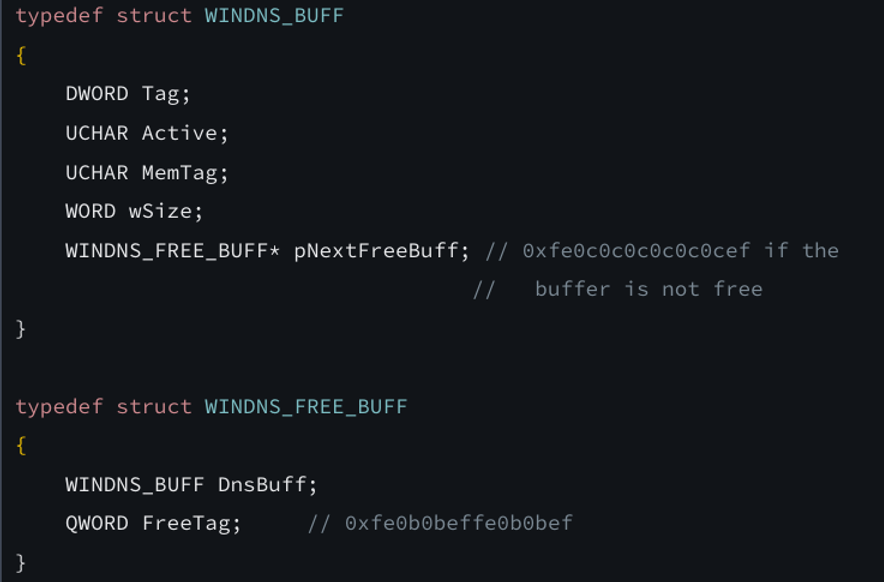 typedef struct WINDNS_BUFF
{
    DWORD Tag;
    UCHAR Active;
    UCHAR MemTag;
    WORD wSize;
    WINDNS_FREE_BUFF* pNextFreeBuff; // 0xfe0c0c0c0c0c0cef if the
                                     //   buffer is not free
}

typedef struct WINDNS_FREE_BUFF
{
    WINDNS_BUFF DnsBuff;
    QWORD FreeTag;     // 0xfe0b0beffe0b0bef
}